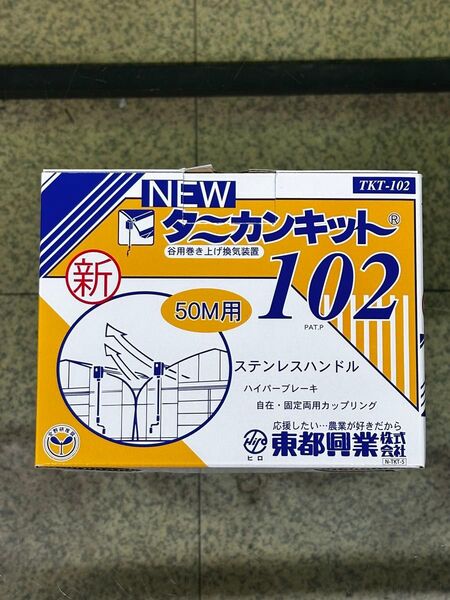 TKT-102
NEW
タニカンキット®
谷用巻き上げ換気装置
新
102
50M用
PAT.P
ステンレスハンドル
ハイパーブレーキ
自在・固定両用カップリング
応援したい…農業が好きだから
Hiro
ヒロ
東都興業株式会社
N-TKT-5